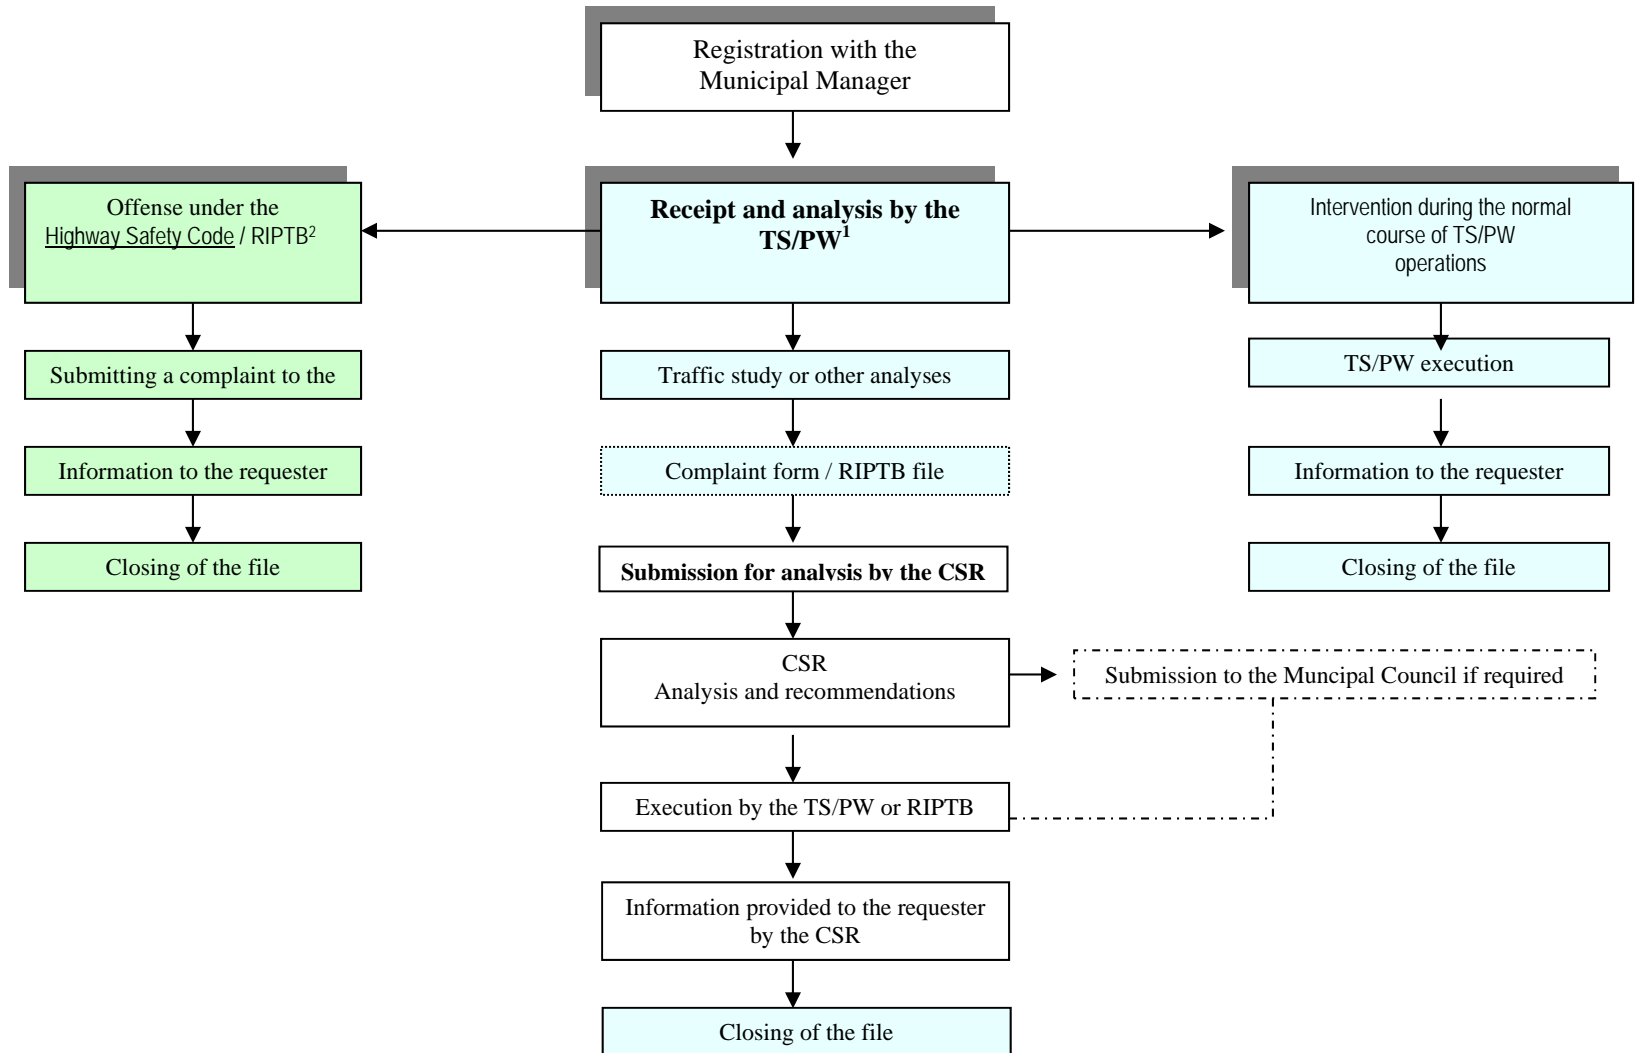 Registration with the
Municipal Manager
Offense under the
Highway Safety Code / RIPTB²
Receipt and analysis by the
TS/PW¹
Intervention during the normal
course of TS/PW
operations
Submitting a complaint to the
Traffic study or other analyses
TS/PW execution
Information to the requester
Complaint form / RIPTB file
Information to the requester
Closing of the file
Submission for analysis by the CSR
Closing of the file
CSR
Analysis and recommendations
Submission to the Muncipal Council if required
Execution by the TS/PW or RIPTB
Information provided to the requester
by the CSR
Closing of the file